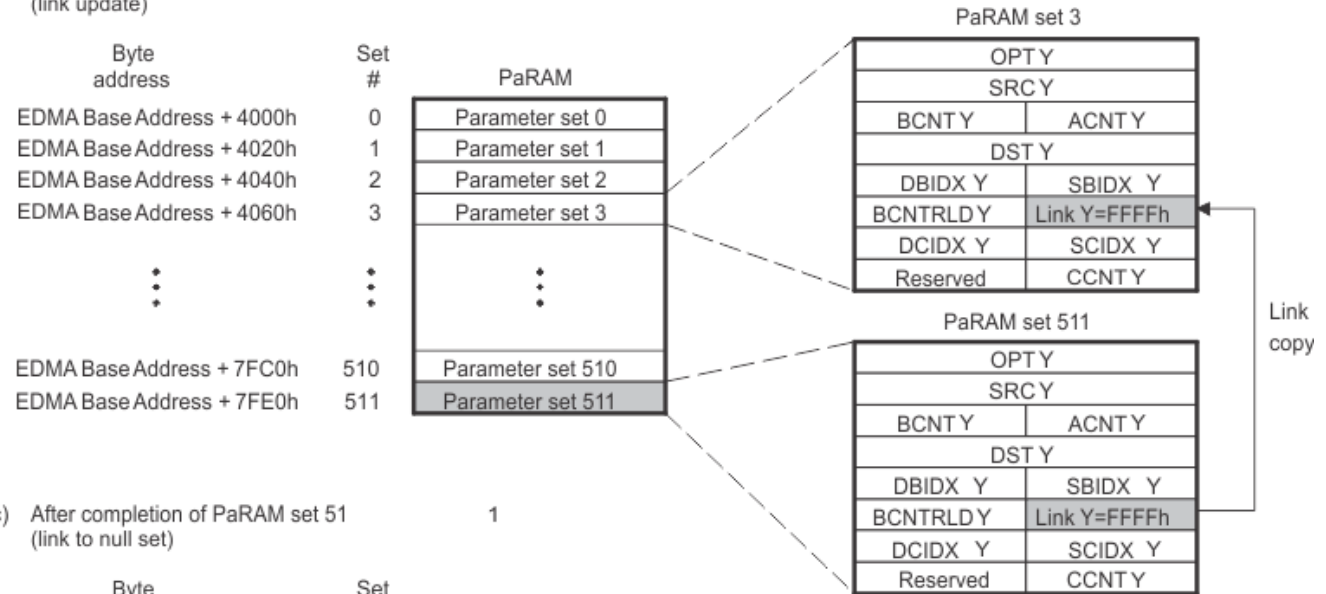 (link update)
Byte address
Set #
PaRAM
EDMA Base Address + 4000h 0 Parameter set 0
EDMA Base Address + 4020h 1 Parameter set 1
EDMA Base Address + 4040h 2 Parameter set 2
EDMA Base Address + 4060h 3 Parameter set 3
EDMA Base Address + 7FC0h 510 Parameter set 510
EDMA Base Address + 7FE0h 511 Parameter set 511
PaRAM set 3
OPT Y
SRC Y
BCNT Y ACNT Y
DST Y
DBIDX Y SBIDX Y
BCNTRLD Y Link Y=FFFFh
DCIDX Y SCIDX Y
Reserved CCNT Y
PaRAM set 511
OPT Y
SRC Y
BCNT Y ACNT Y
DST Y
DBIDX Y SBIDX Y
BCNTRLD Y Link Y=FFFFh
DCIDX Y SCIDX Y
Reserved CCNT Y
Link
copy
After completion of PaRAM set 51 1
(link to null set)
Byte Set